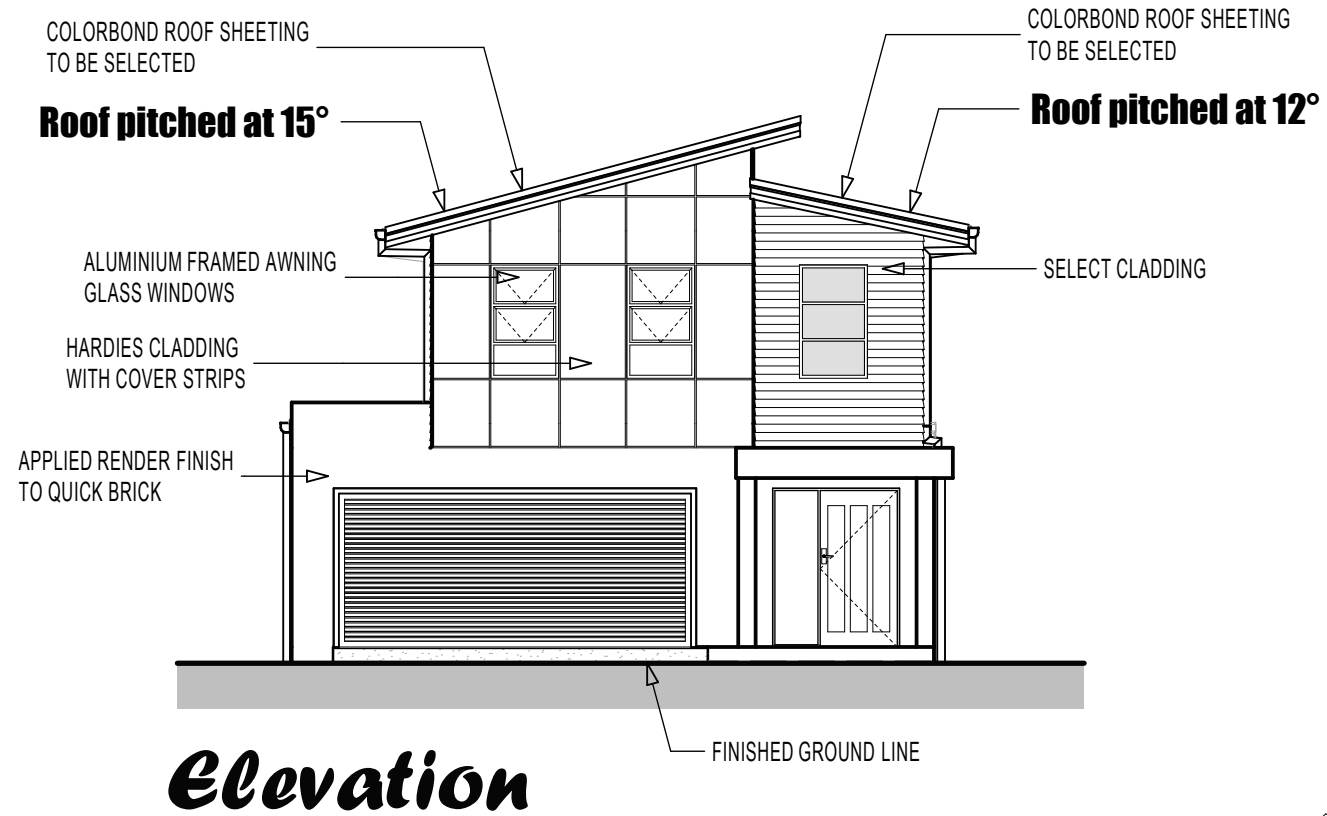 COLORBOND ROOF SHEETING
TO BE SELECTED
Roof pitched at 15°
COLORBOND ROOF SHEETING
TO BE SELECTED
Roof pitched at 12°
ALUMINIUM FRAMED AWNING
GLASS WINDOWS
SELECT CLADDING
HARDIES CLADDING
WITH COVER STRIPS
APPLIED RENDER FINISH
TO QUICK BRICK
FINISHED GROUND LINE
Elevation